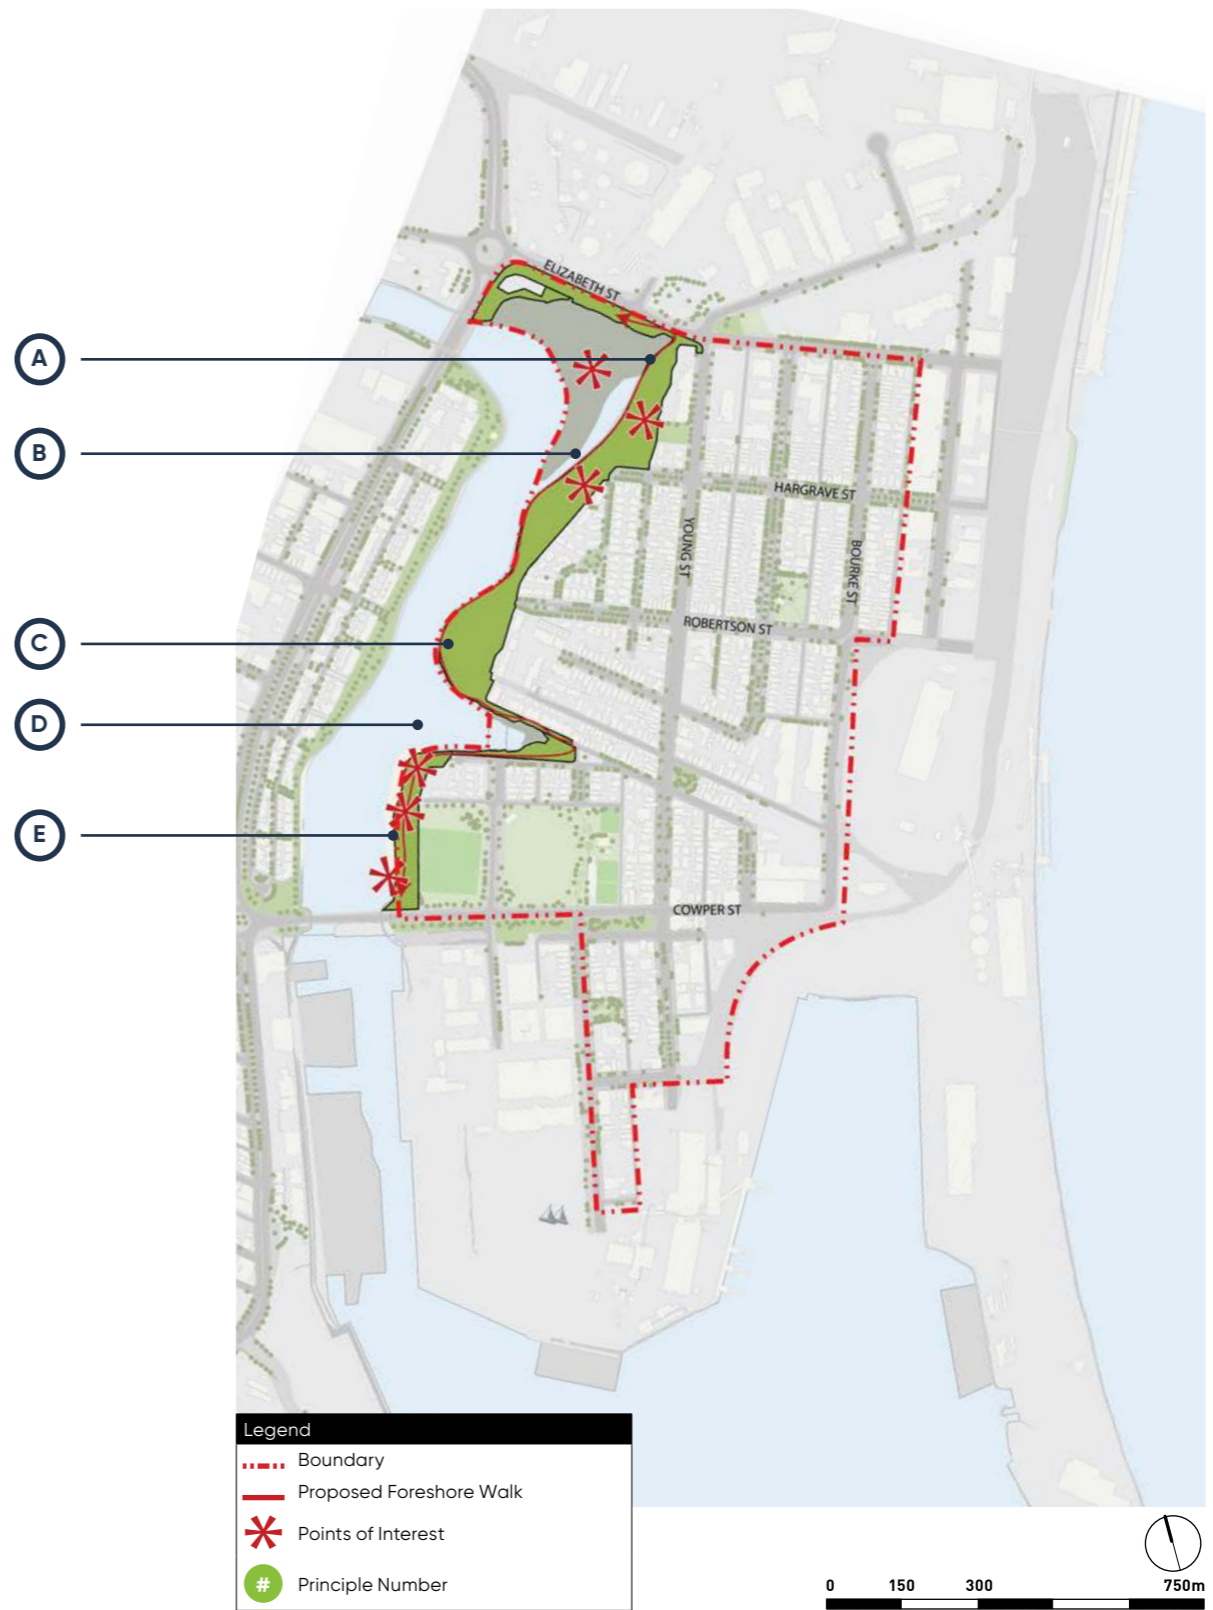 ELIZABETH ST
A
B
HARGRAVE ST
YOUNG ST
BOURKE ST
C
ROBERTSON ST
D
E
COWPER ST
Legend
Boundary
Proposed Foreshore Walk
Points of Interest
# Principle Number
0 150 300 750m